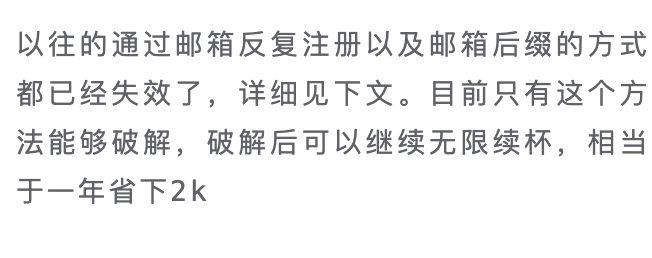 以往的通过邮箱反复注册以及邮箱后缀的方式
都已经失效了，详细见下文。目前只有这个方
法能够破解，破解后可以继续无限续杯，相当
于一年省下2k